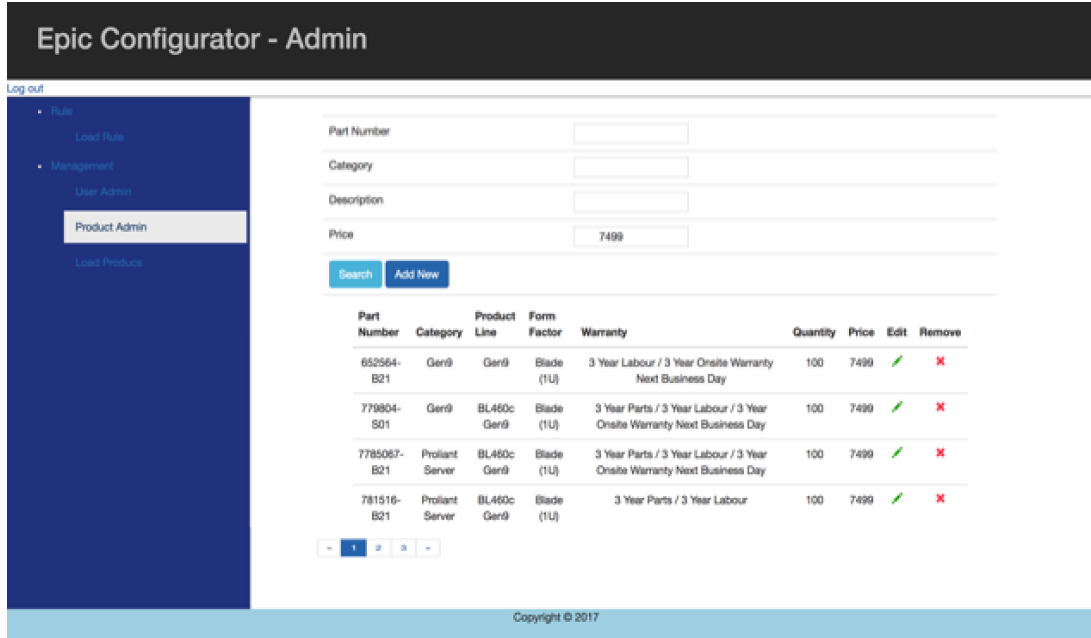 Epic Configurator - Admin
Log out
Rule
Load Rule
Management
User Admin
Product Admin
Load Producs
Part Number
Category
Description
Price 7499
Search Add New
Part Number Category Product Line Form Factor Warranty Quantity Price Edit Remove
652564-B21 Gen9 Gen9 Blade (1U) 3 Year Labour / 3 Year Onsite Warranty Next Business Day 100 7499
779804-S01 Gen9 BL460c Gen9 Blade (1U) 3 Year Parts / 3 Year Labour / 3 Year Onsite Warranty Next Business Day 100 7499
7785067-B21 Proliant Server BL460c Gen9 Blade (1U) 3 Year Parts / 3 Year Labour / 3 Year Onsite Warranty Next Business Day 100 7499
781516-B21 Proliant Server BL460c Gen9 Blade (1U) 3 Year Parts / 3 Year Labour 100 7499
« 1 2 3 »
Copyright © 2017